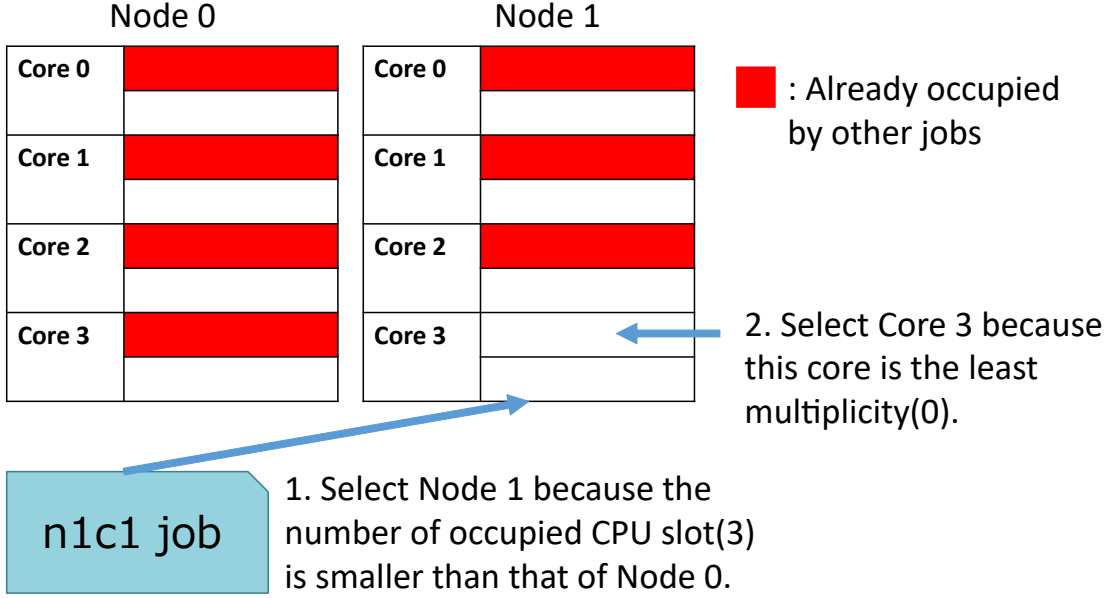 Node 0
Node 1
Core 0
Core 1
Core 2
Core 3
Core 0
Core 1
Core 2
Core 3
: Already occupied
by other jobs
2. Select Core 3 because
this core is the least
multiplicity(0).
n1c1 job
1. Select Node 1 because the
number of occupied CPU slot(3)
is smaller than that of Node 0.